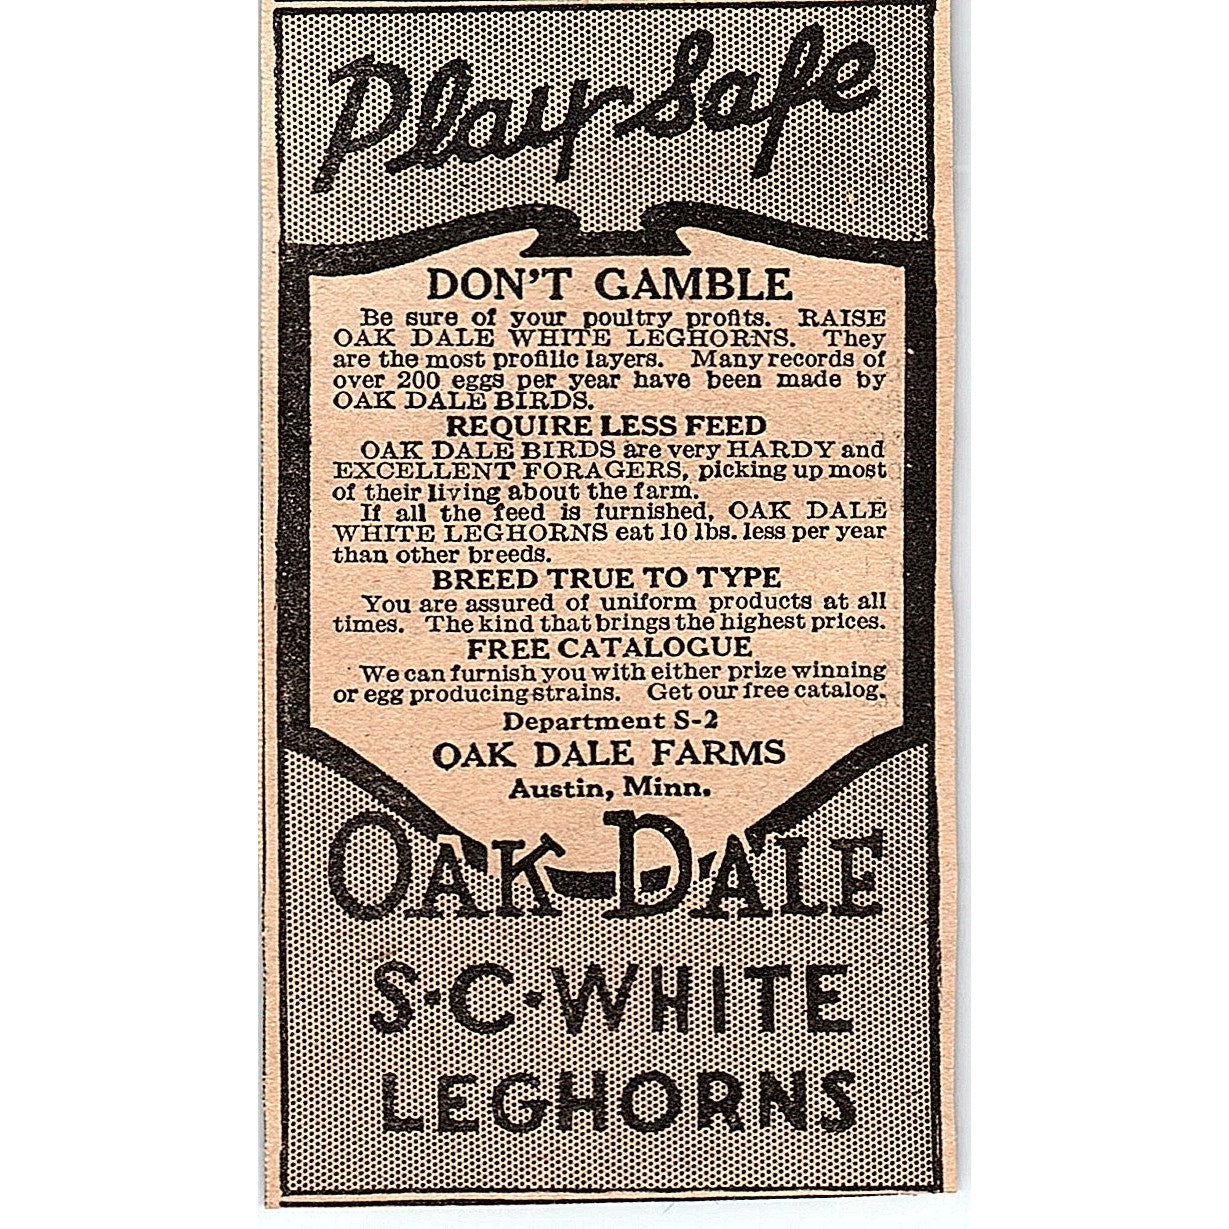 Play Safe
DON'T GAMBLE
Be sure of your poultry profits. RAISE
OAK DALE WHITE LEGHORNS. They
are the most profilic layers. Many records of
over 200 eggs per year have been made by
OAK DALE BIRDS.
REQUIRE LESS FEED
OAK DALE BIRDS are very HARDY and
EXCELLENT FORAGERS, picking up most
of their living about the farm.
If all the feed is furnished, OAK DALE
WHITE LEGHORNS eat 10 lbs. less per year
than other breeds.
BREED TRUE TO TYPE
You are assured of uniform products at all
times. The kind that brings the highest prices.
FREE CATALOGUE
We can furnish you with either prize winning
or egg producing strains. Get our free catalog.
Department S-2
OAK DALE FARMS
Austin, Minn.
OAK DALE
S·C·WHITE
LEGHORNS